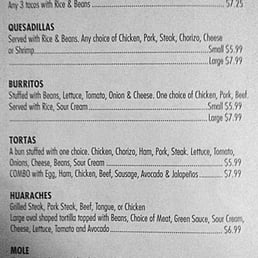 Any 3 tacos with Rice & Beans $7.25
QUESADILLAS
Served with Rice & Beans. Any choice of Chicken, Pork, Steak, Chorizo, Cheese
or Shrimp Small $5.99
Large $7.99
BURRITOS
Stuffed with Beans, Lettuce, Tomato, Onion & Cheese. One choice of Chicken, Pork, Beef.
Served with Rice, Sour Cream Small $5.99
Large $7.99
TORTAS
A bun stuffed with one choice. Chicken, Chorizo, Ham, Pork, Steak. Lettuce, Tomato,
Onions, Cheese, Beans, Sour Cream $5.99
COMBO with Egg, Ham, Chicken, Beef, Sausage, Avocado & Jalapeños $7.99
HUARACHES
Grilled Steak, Pork Steak, Beef, Tongue, or Chicken
Large oval shaped tortilla topped with Beans, Choice of Meat, Green Sauce, Sour Cream,
Cheese, Lettuce, Tomato and Avocado $6.99
MOLE